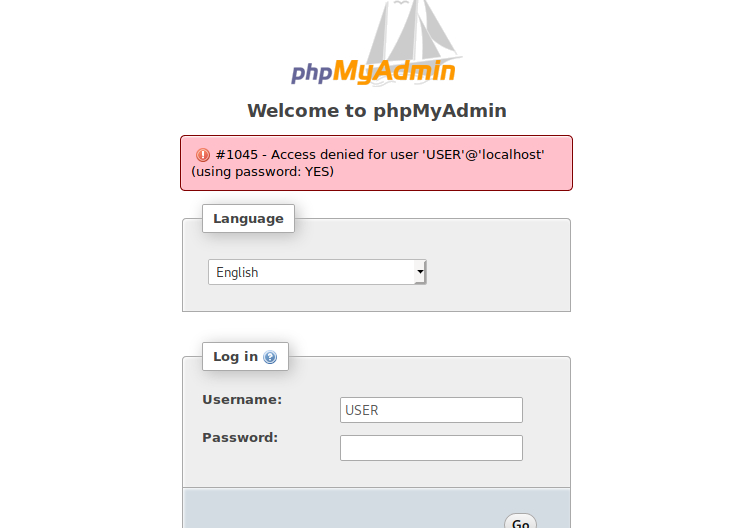 phpMyAdmin
Welcome to phpMyAdmin
#1045 - Access denied for user 'USER'@'localhost'
(using password: YES)
Language
English
Log in
Username:
USER
Password:
Go